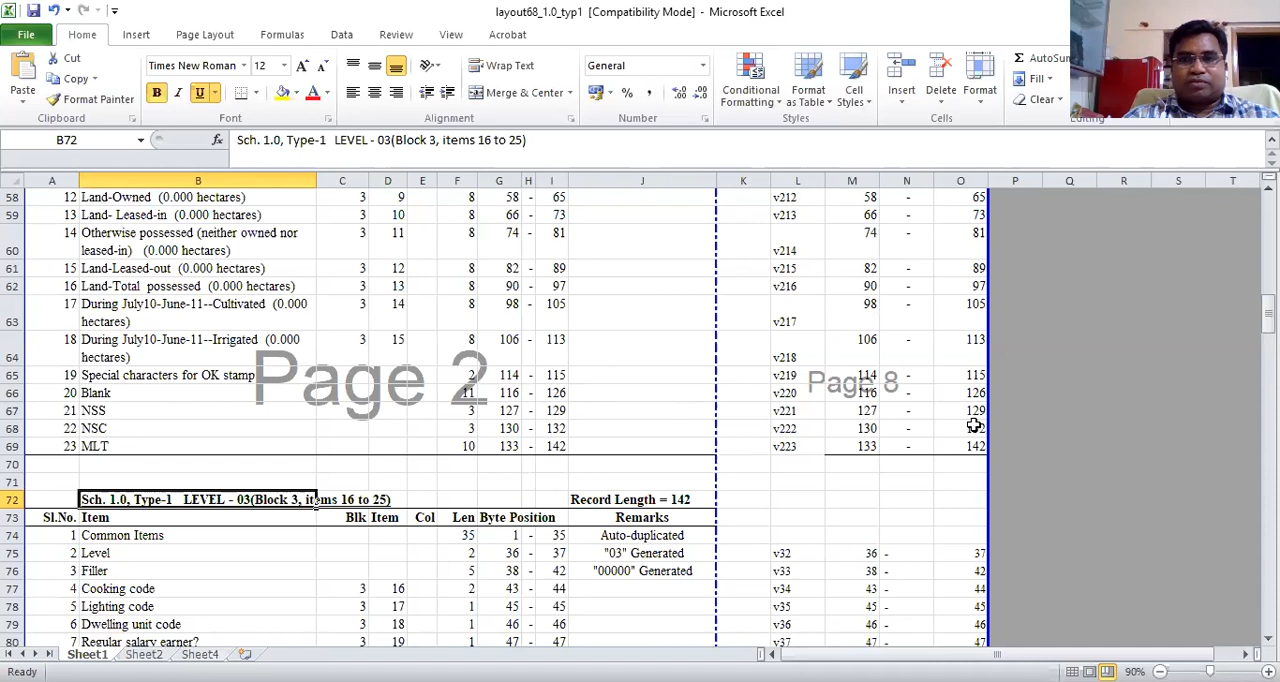 layout68_1.0_typ1 [Compatibility Mode] - Microsoft Excel
File Home Insert Page Layout Formulas Data Review View Acrobat
Cut
Copy
Format Painter
Paste
Clipboard
Times New Roman 12
B I U
Font
Wrap Text
Merge & Center
Alignment
General
Number
Conditional Formatting
Format as Table
Cell Styles
Styles
Insert Delete Format
Cells
AutoSum
Fill
Clear
Editing
B72 fx Sch. 1.0, Type-1 LEVEL - 03(Block 3, items 16 to 25)
A B C D E F G H I J K L M N O P Q R S T
58 12 Land-Owned (0.000 hectares) 3 9 8 58 - 65 v212 58 - 65
59 13 Land- Leased-in (0.000 hectares) 3 10 8 66 - 73 v213 66 - 73
60 14 Otherwise possessed (neither owned nor leased-in) (0.000 hectares) 3 11 8 74 - 81 v214 74 - 81
61 15 Land-Leased-out (0.000 hectares) 3 12 8 82 - 89 v215 82 - 89
62 16 Land-Total possessed (0.000 hectares) 3 13 8 90 - 97 v216 90 - 97
63 17 During July10-June-11--Cultivated (0.000 hectares) 3 14 8 98 - 105 v217 98 - 105
64 18 During July10-June-11--Irrigated (0.000 hectares) 3 15 8 106 - 113 v218 106 - 113
65 19 Special characters for OK stamp 2 114 - 115 v219 114 - 115
Page 2 Page 8
66 20 Blank 11 116 - 126 v220 116 - 126
67 21 NSS 3 127 - 129 v221 127 - 129
68 22 NSC 3 130 - 132 v222 130 -
69 23 MLT 10 133 - 142 v223 133 - 142
70
71
72 Sch. 1.0, Type-1 LEVEL - 03(Block 3, items 16 to 25) Record Length = 142
73 Sl.No. Item Blk Item Col Len Byte Position Remarks
74 1 Common Items 35 1 - 35 Auto-duplicated
75 2 Level 2 36 - 37 "03" Generated v32 36 - 37
76 3 Filler 5 38 - 42 "00000" Generated v33 38 - 42
77 4 Cooking code 3 16 2 43 - 44 v34 43 - 44
78 5 Lighting code 3 17 1 45 - 45 v35 45 - 45
79 6 Dwelling unit code 3 18 1 46 - 46 v36 46 - 46
80 7 Regular salary earner? 3 19 1 47 - 47 v37 47 - 47
Sheet1 Sheet2 Sheet4
Ready 90%